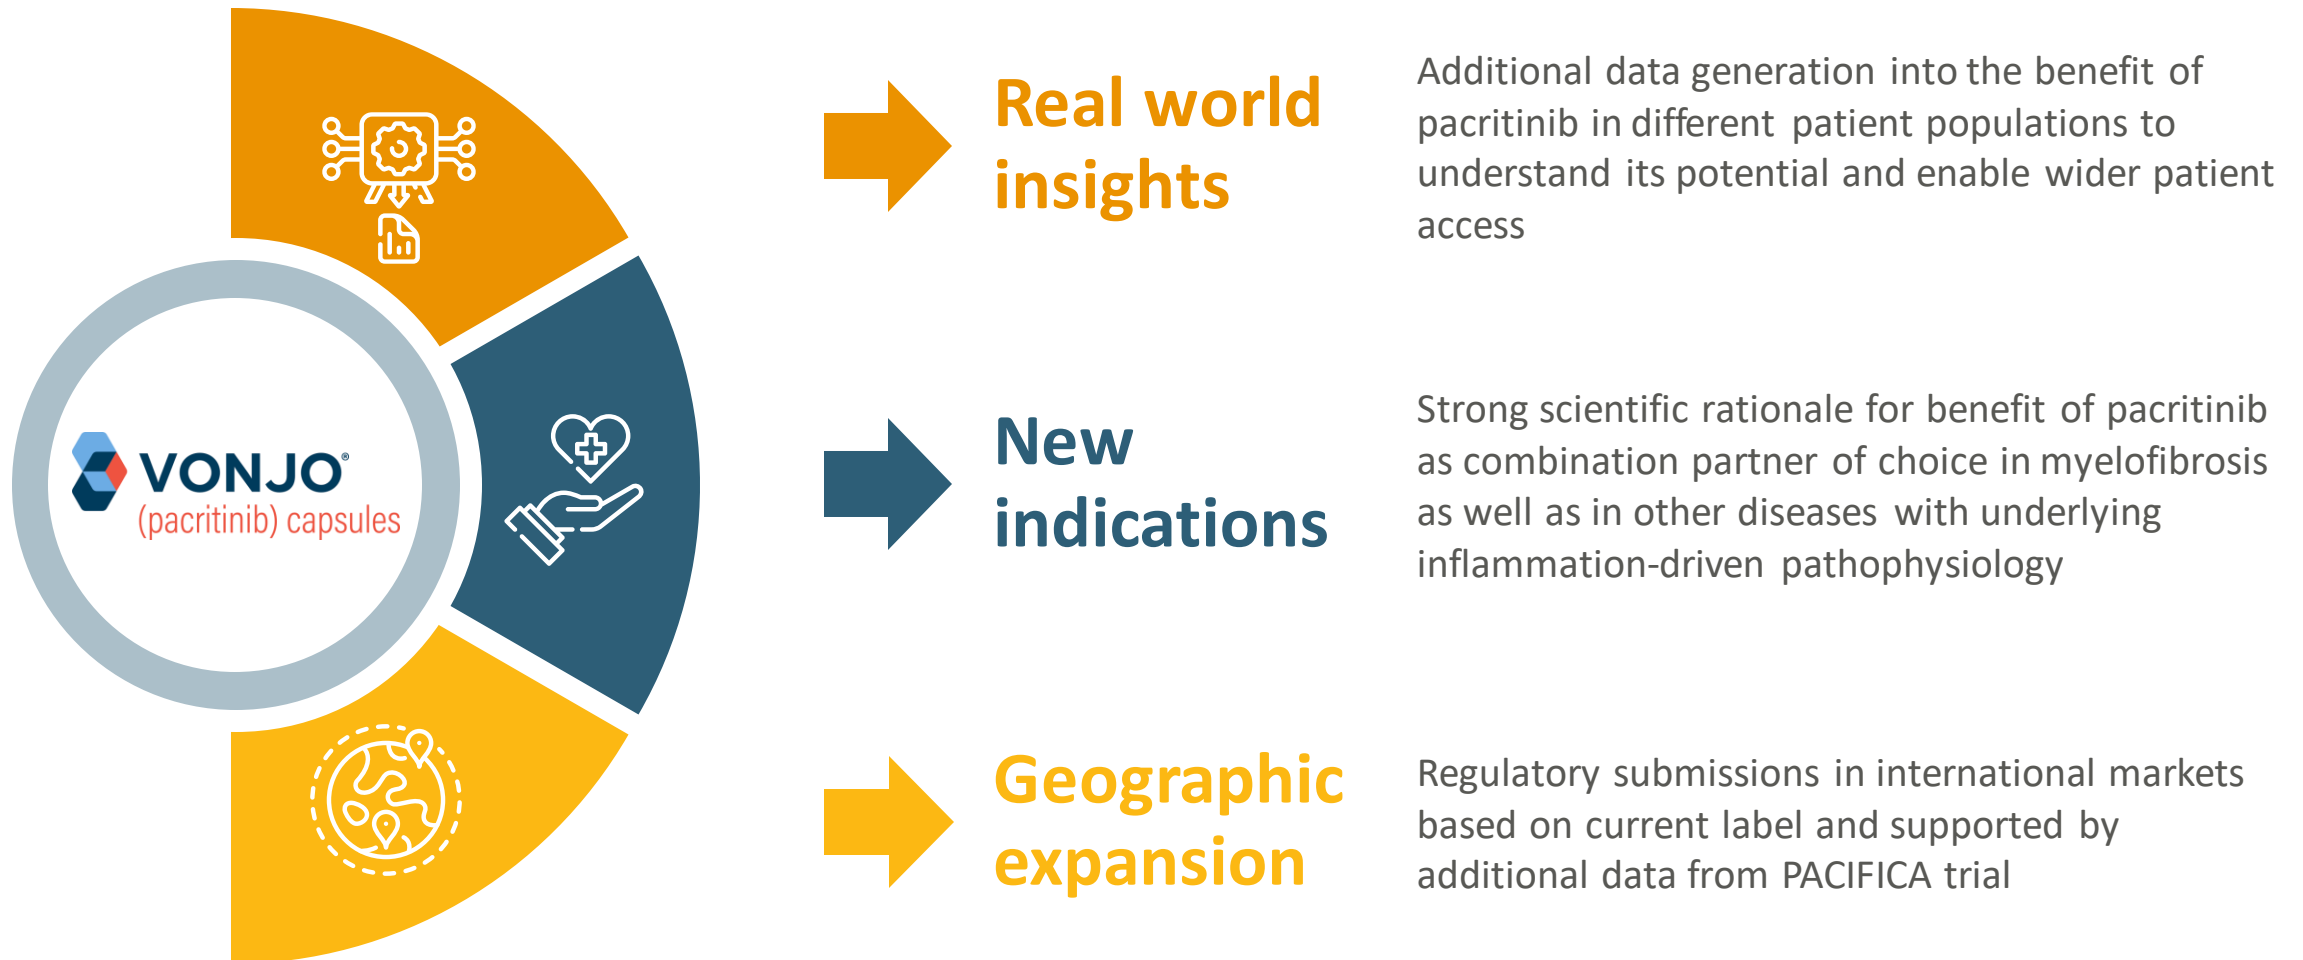 VONJO®
(pacritinib) capsules
Real world
insights
Additional data generation into the benefit of
pacritinib in different patient populations to
understand its potential and enable wider patient
access
New
indications
Strong scientific rationale for benefit of pacritinib
as combination partner of choice in myelofibrosis
as well as in other diseases with underlying
inflammation-driven pathophysiology
Geographic
expansion
Regulatory submissions in international markets
based on current label and supported by
additional data from PACIFICA trial